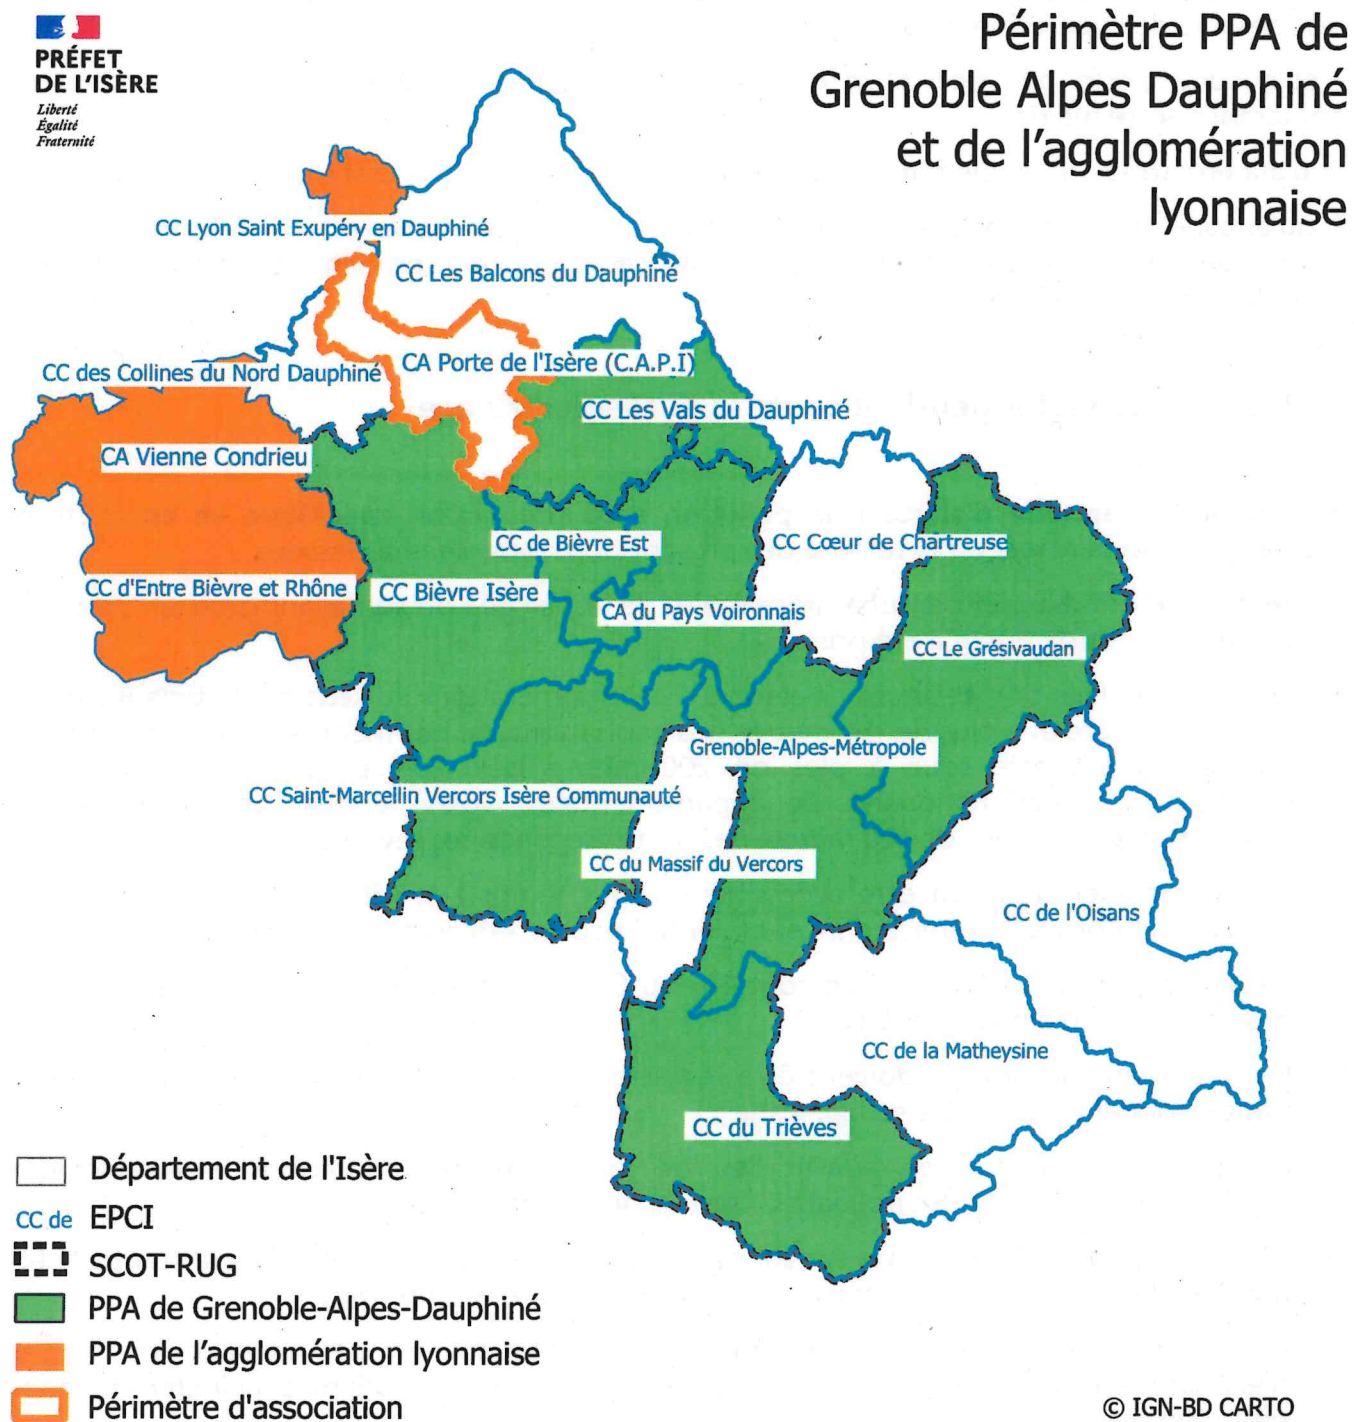 PRÉFET
DE L'ISÈRE
Liberté
Égalité
Fraternité
Périmètre PPA de
Grenoble Alpes Dauphiné
et de l'agglomération
lyonnaise
CC Lyon Saint Exupéry en Dauphiné
CC Les Balcons du Dauphiné
CA Porte de l'Isère (C.A.P.I)
CC des Collines du Nord Dauphiné
CC Les Vals du Dauphiné
CA Vienne Condrieu
CC de Bièvre Est
CC Cœur de Chartreuse
CC d'Entre Bièvre et Rhône
CC Bièvre Isère
CA du Pays Voironnais
CC Le Grésivaudan
Grenoble-Alpes-Métropole
CC Saint-Marcellin Vercors Isère Communauté
CC du Massif du Vercors
CC de l'Oisans
CC de la Matheysine
CC du Trièves
Département de l'Isère
CC de EPCI
SCOT-RUG
PPA de Grenoble-Alpes-Dauphiné
PPA de l'agglomération lyonnaise
Périmètre d'association
© IGN-BD CARTO